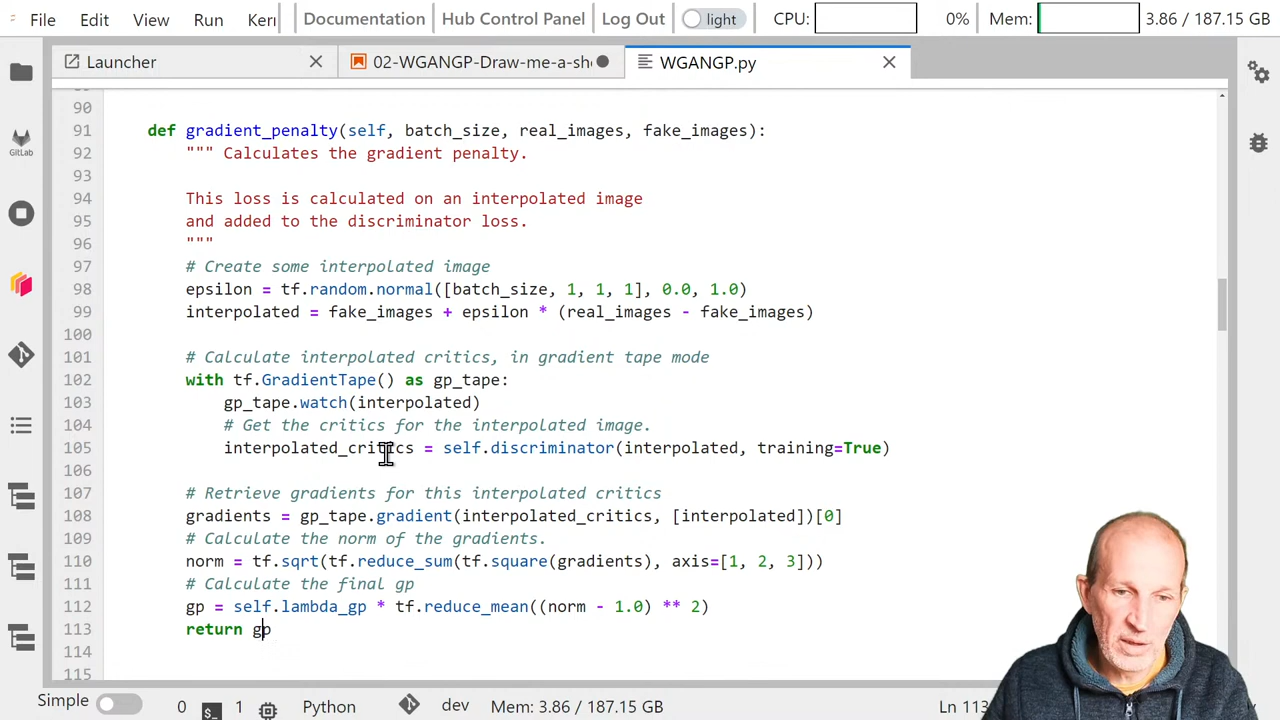 File Edit View Run Kern Documentation Hub Control Panel Log Out light CPU: 0% Mem: 3.86 / 187.15 GB
Launcher 02-WGANGP-Draw-me-a-she WGANGP.py
90
91 def gradient_penalty(self, batch_size, real_images, fake_images):
92 """ Calculates the gradient penalty.
93
94 This loss is calculated on an interpolated image
95 and added to the discriminator loss.
96 """
97 # Create some interpolated image
98 epsilon = tf.random.normal([batch_size, 1, 1, 1], 0.0, 1.0)
99 interpolated = fake_images + epsilon * (real_images - fake_images)
100
101 # Calculate interpolated critics, in gradient tape mode
102 with tf.GradientTape() as gp_tape:
103 gp_tape.watch(interpolated)
104 # Get the critics for the interpolated image.
105 interpolated_critics = self.discriminator(interpolated, training=True)
106
107 # Retrieve gradients for this interpolated critics
108 gradients = gp_tape.gradient(interpolated_critics, [interpolated])[0]
109 # Calculate the norm of the gradients.
110 norm = tf.sqrt(tf.reduce_sum(tf.square(gradients), axis=[1, 2, 3]))
111 # Calculate the final gp
112 gp = self.lambda_gp * tf.reduce_mean((norm - 1.0) ** 2)
113 return gp
114
115
GitLab
Simple 0 1 Python dev Mem: 3.86 / 187.15 GB Ln 113